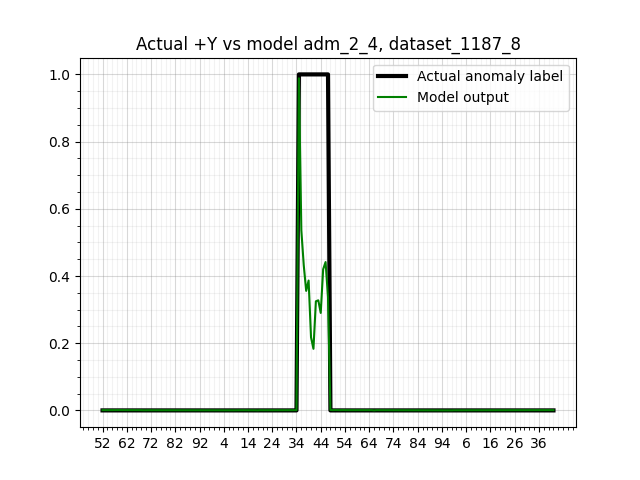 Actual +Y vs model adm_2_4, dataset_1187_8
Actual anomaly label
Model output
1.0
0.8
0.6
0.4
0.2
0.0
52 62 72 82 92 4 14 24 34 44 54 64 74 84 94 6 16 26 36